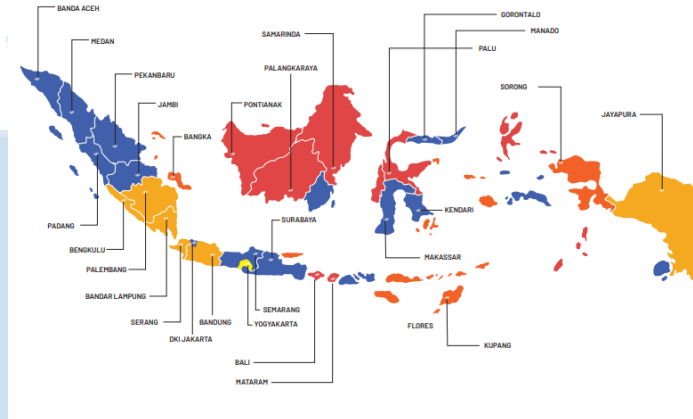 BANDA ACEH
GORONTALO
MANADO
SAMARINDA
MEDAN
PALU
PALANGKARAYA
PEKANBARU
SORONG
JAMBI
PONTIANAK
JAYAPURA
BANGKA
KENDARI
SURABAYA
PADANG
BENGKULU
MAKASSAR
PALEMBANG
BANDAR LAMPUNG
SEMARANG
SERANG
BANDUNG
YOGYAKARTA
FLORES
DKI JAKARTA
KUPANG
BALI
MATARAM